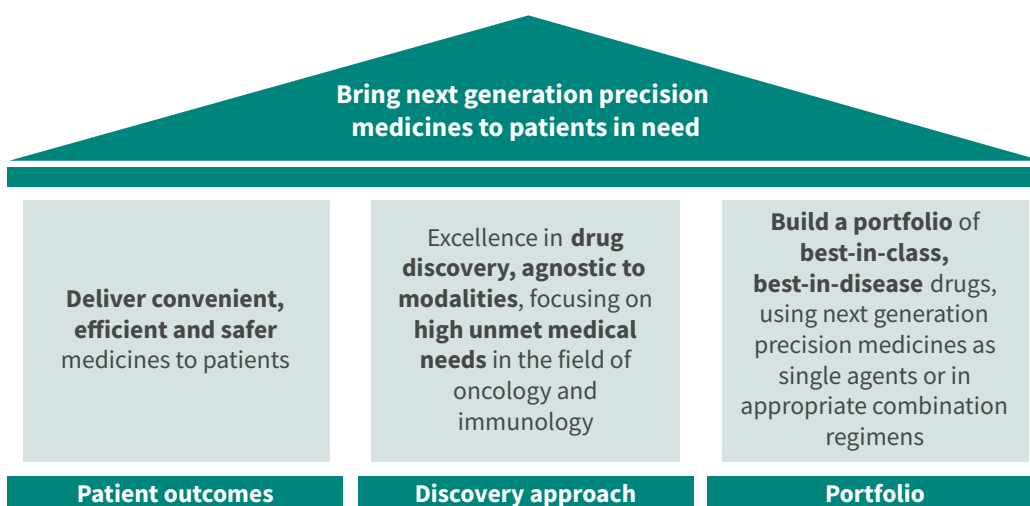 Bring next generation precision
medicines to patients in need
Deliver convenient,
efficient and safer
medicines to patients
Patient outcomes
Excellence in drug
discovery, agnostic to
modalities, focusing on
high unmet medical
needs in the field of
oncology and
immunology
Discovery approach
Build a portfolio of
best-in-class,
best-in-disease drugs,
using next generation
precision medicines as
single agents or in
appropriate combination
regimens
Portfolio